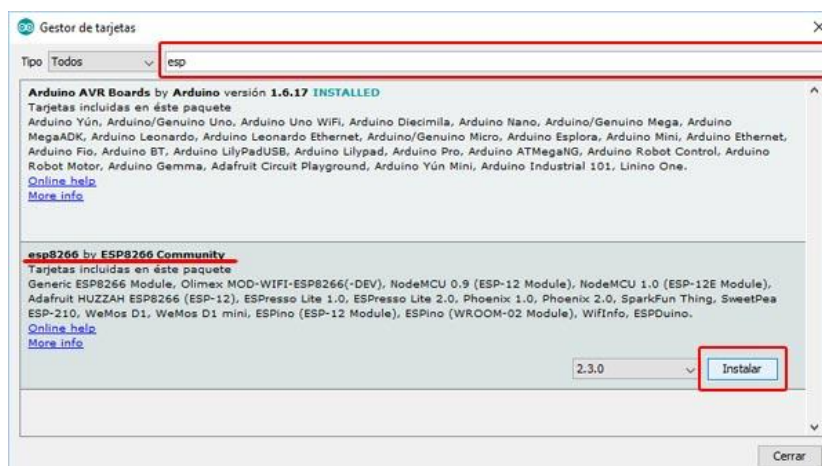 Gestor de tarjetas
Tipo Todos esp
Arduino AVR Boards by Arduino versión 1.6.17 INSTALLED
Tarjetas incluidas en éste paquete
Arduino Yún, Arduino/Genuino Uno, Arduino Uno WiFi, Arduino Diecimila, Arduino Nano, Arduino/Genuino Mega, Arduino
MegaADK, Arduino Leonardo, Arduino Leonardo Ethernet, Arduino/Genuino Micro, Arduino Esplora, Arduino Mini, Arduino Ethernet,
Arduino Fio, Arduino BT, Arduino LilyPadUSB, Arduino Lilypad, Arduino Pro, Arduino ATMegaNG, Arduino Robot Control, Arduino
Robot Motor, Arduino Gemma, Adafruit Circuit Playground, Arduino Yún Mini, Arduino Industrial 101, Linino One.
Online help
More info
esp8266 by ESP8266 Community
Tarjetas incluidas en éste paquete
Generic ESP8266 Module, Olimex MOD-WIFI-ESP8266(-DEV), NodeMCU 0.9 (ESP-12 Module), NodeMCU 1.0 (ESP-12E Module),
Adafruit HUZZAH ESP8266 (ESP-12), ESPresso Lite 1.0, ESPresso Lite 2.0, Phoenix 1.0, Phoenix 2.0, SparkFun Thing, SweetPea
ESP-210, WeMos D1, WeMos D1 mini, ESPino (ESP-12 Module), ESPino (WROOM-02 Module), WifInfo, ESPDuino.
Online help
More info
2.3.0 Instalar
Cerrar